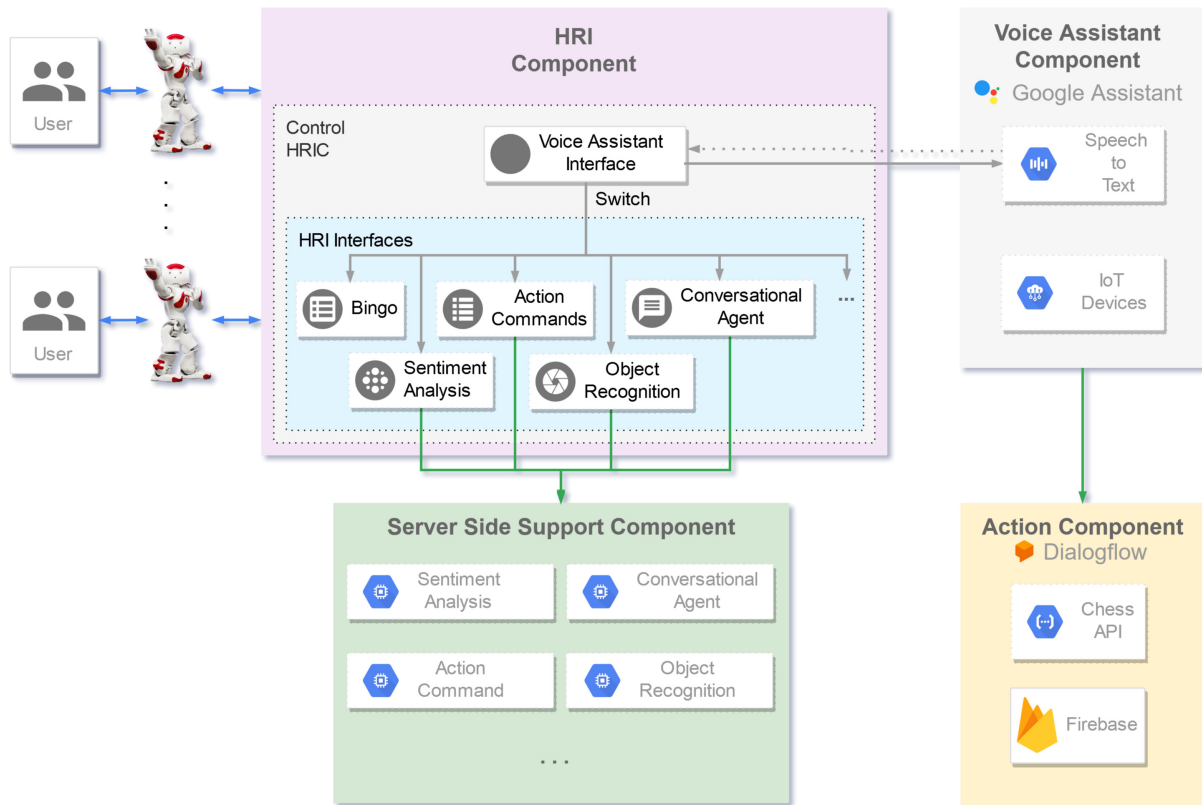 User
User
HRI
Component
Control
HRIC
Voice Assistant
Interface
Switch
HRI Interfaces
Bingo
Action
Commands
Conversational
Agent
...
Sentiment
Analysis
Object
Recognition
Voice Assistant
Component
Google Assistant
Speech
to
Text
IoT
Devices
Server Side Support Component
Sentiment
Analysis
Conversational
Agent
Action
Command
Object
Recognition
...
Action Component
Dialogflow
Chess
API
Firebase